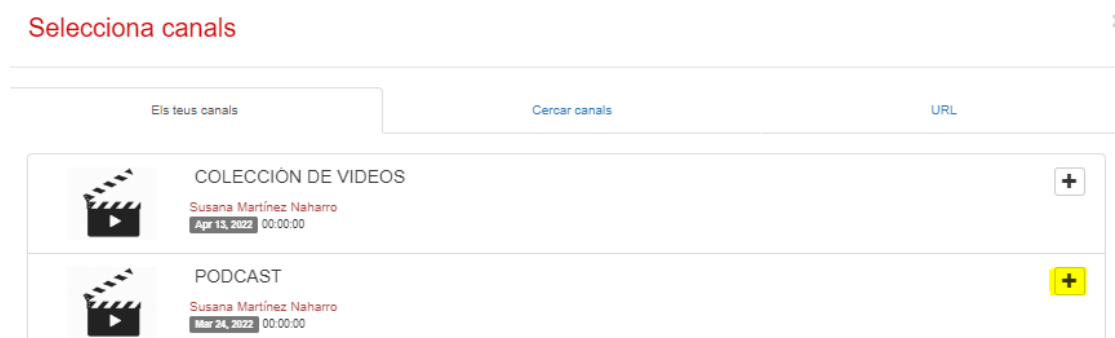 Selecciona canals
Els teus canals Cercar canals URL
COLECCIÓN DE VIDEOS
Susana Martínez Naharro
Apr 13, 2022 00:00:00
PODCAST
Susana Martínez Naharro
Mar 24, 2022 00:00:00